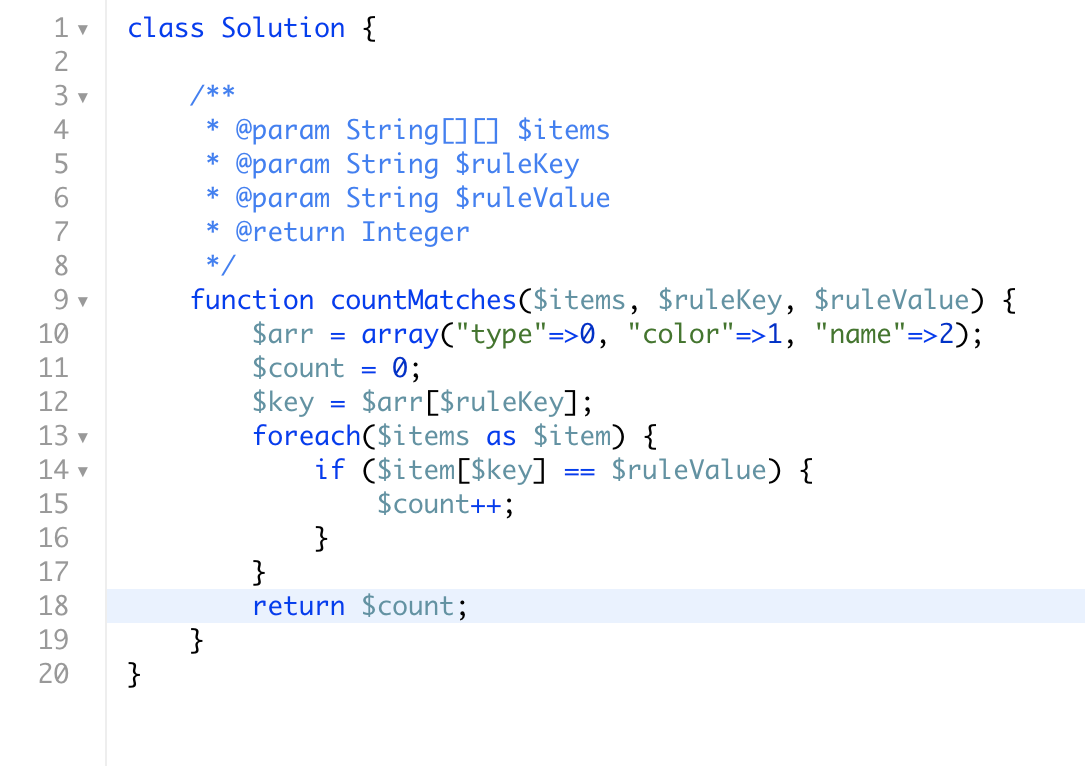 1 class Solution {
2
3     /**
4      * @param String[][] $items
5      * @param String $ruleKey
6      * @param String $ruleValue
7      * @return Integer
8      */
9     function countMatches($items, $ruleKey, $ruleValue) {
10         $arr = array("type"=>0, "color"=>1, "name"=>2);
11         $count = 0;
12         $key = $arr[$ruleKey];
13         foreach($items as $item) {
14             if ($item[$key] == $ruleValue) {
15                 $count++;
16             }
17         }
18         return $count;
19     }
20 }